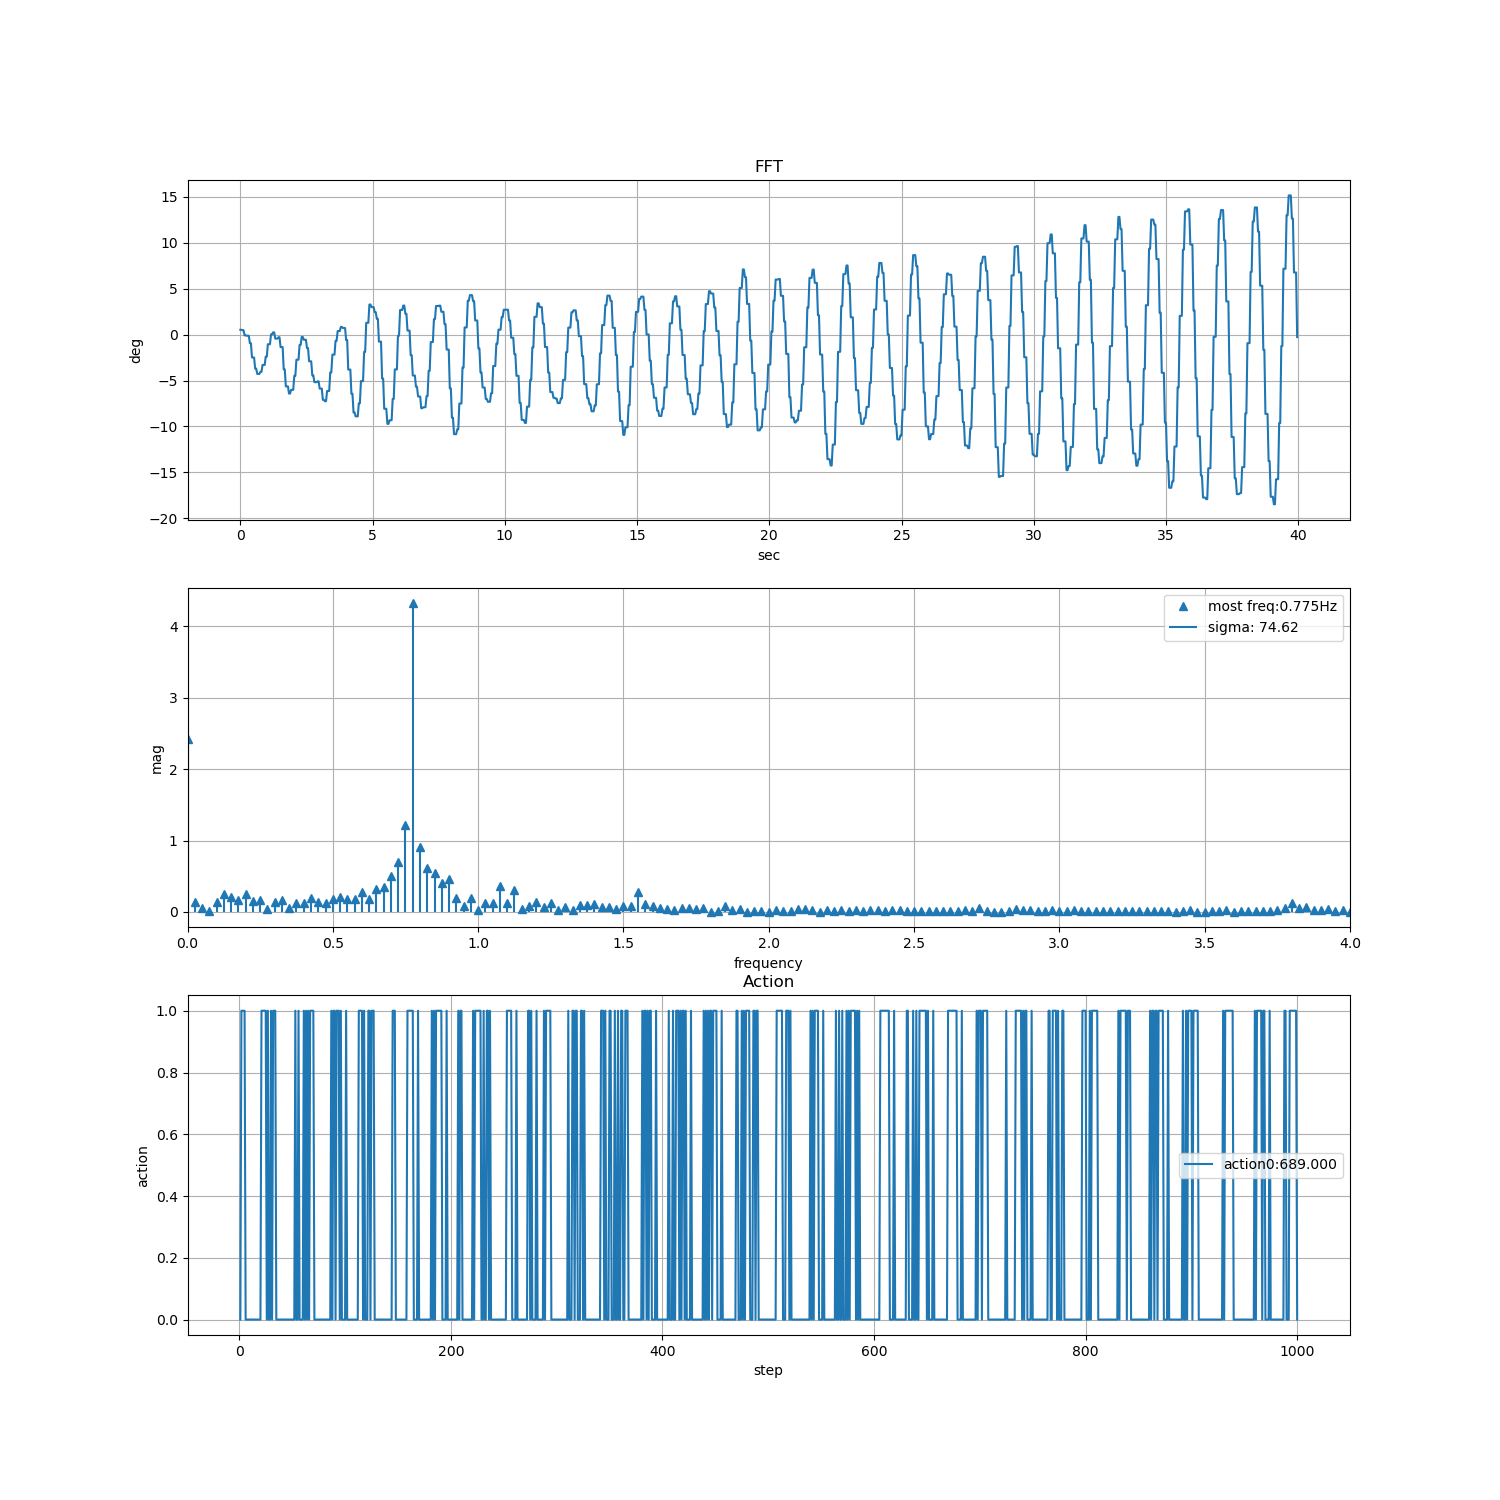 FFT
15
10
5
0
−5
−10
−15
−20
deg
0 5 10 15 20 25 30 35 40
sec
most freq:0.775Hz
sigma: 74.62
4
3
2
1
0
mag
0.0 0.5 1.0 1.5 2.0 2.5 3.0 3.5 4.0
frequency
Action
1.0
0.8
0.6
0.4
0.2
0.0
action
action0:689.000
0 200 400 600 800 1000
step